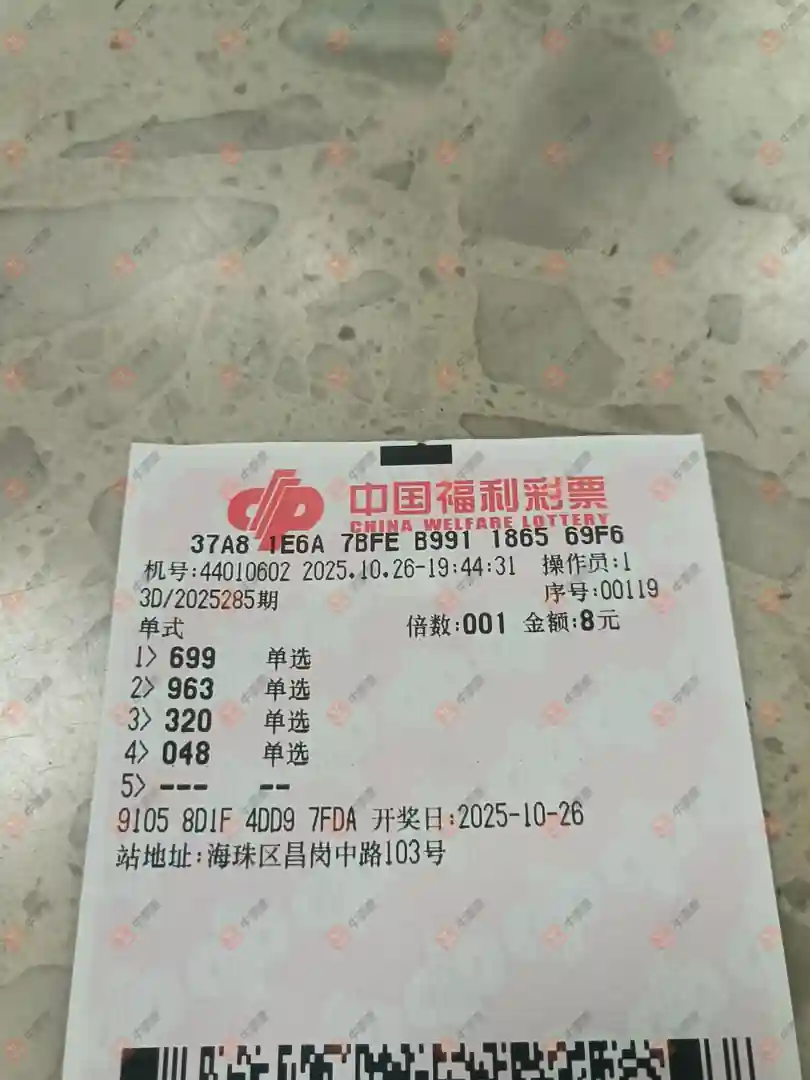 中国福利彩票
CHINA WELFARE LOTTERY
37A8 1E6A 7BFE B991 1865 69F6
机号:44010602 2025.10.26-19:44:31 操作员:1
3D/2025285期 序号:00119
单式 倍数:001 金额:8元
1> 699 单选
2> 963 单选
3> 320 单选
4> 048 单选
5> --- --
9105 8D1F 4DD9 7FDA 开奖日:2025-10-26
站地址:海珠区昌岗中路103号